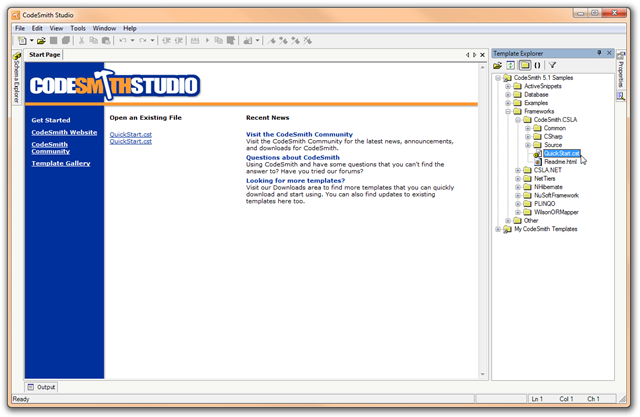 CodeSmith Studio
File Edit View Tools Window Help
Start Page
Schema Explorer
CODESMITHSTUDIO
Get Started
CodeSmith Website
CodeSmith
Community
Template Gallery
Open an Existing File
QuickStart.cst
QuickStart.cst
Recent News
Visit the CodeSmith Community
Visit the CodeSmith Community for the latest news, announcements,
and downloads for CodeSmith.
Questions about CodeSmith
Using CodeSmith and have some questions that you can't find the
answer to? Have you tried our forums?
Looking for more templates?
Visit our Downloads area to find more templates that you can quickly
download and start using. You can also find updates to existing
templates here too.
Template Explorer
CodeSmith 5.1 Samples
ActiveSnippets
Database
Examples
Frameworks
CodeSmith.CSLA
Common
CSharp
Source
QuickStart.cst
Readme.html
CSLA.NET
NetTiers
NHibernate
NuSoftFramework
PLINQO
WilsonORMapper
Other
My CodeSmith Templates
Properties
Output
Ready
Ln 1 Col 1 Ch 1